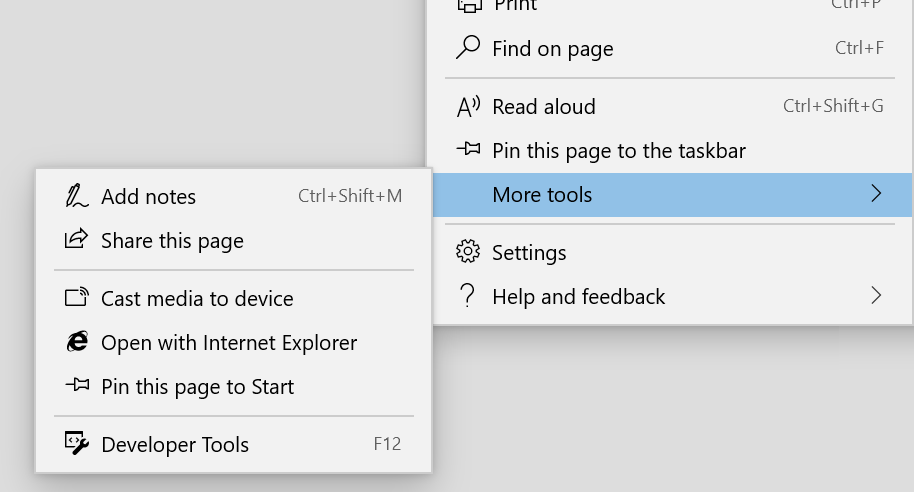 Print Ctrl+P
Find on page Ctrl+F
Read aloud Ctrl+Shift+G
Pin this page to the taskbar
More tools
Settings
Help and feedback
Add notes Ctrl+Shift+M
Share this page
Cast media to device
Open with Internet Explorer
Pin this page to Start
Developer Tools F12